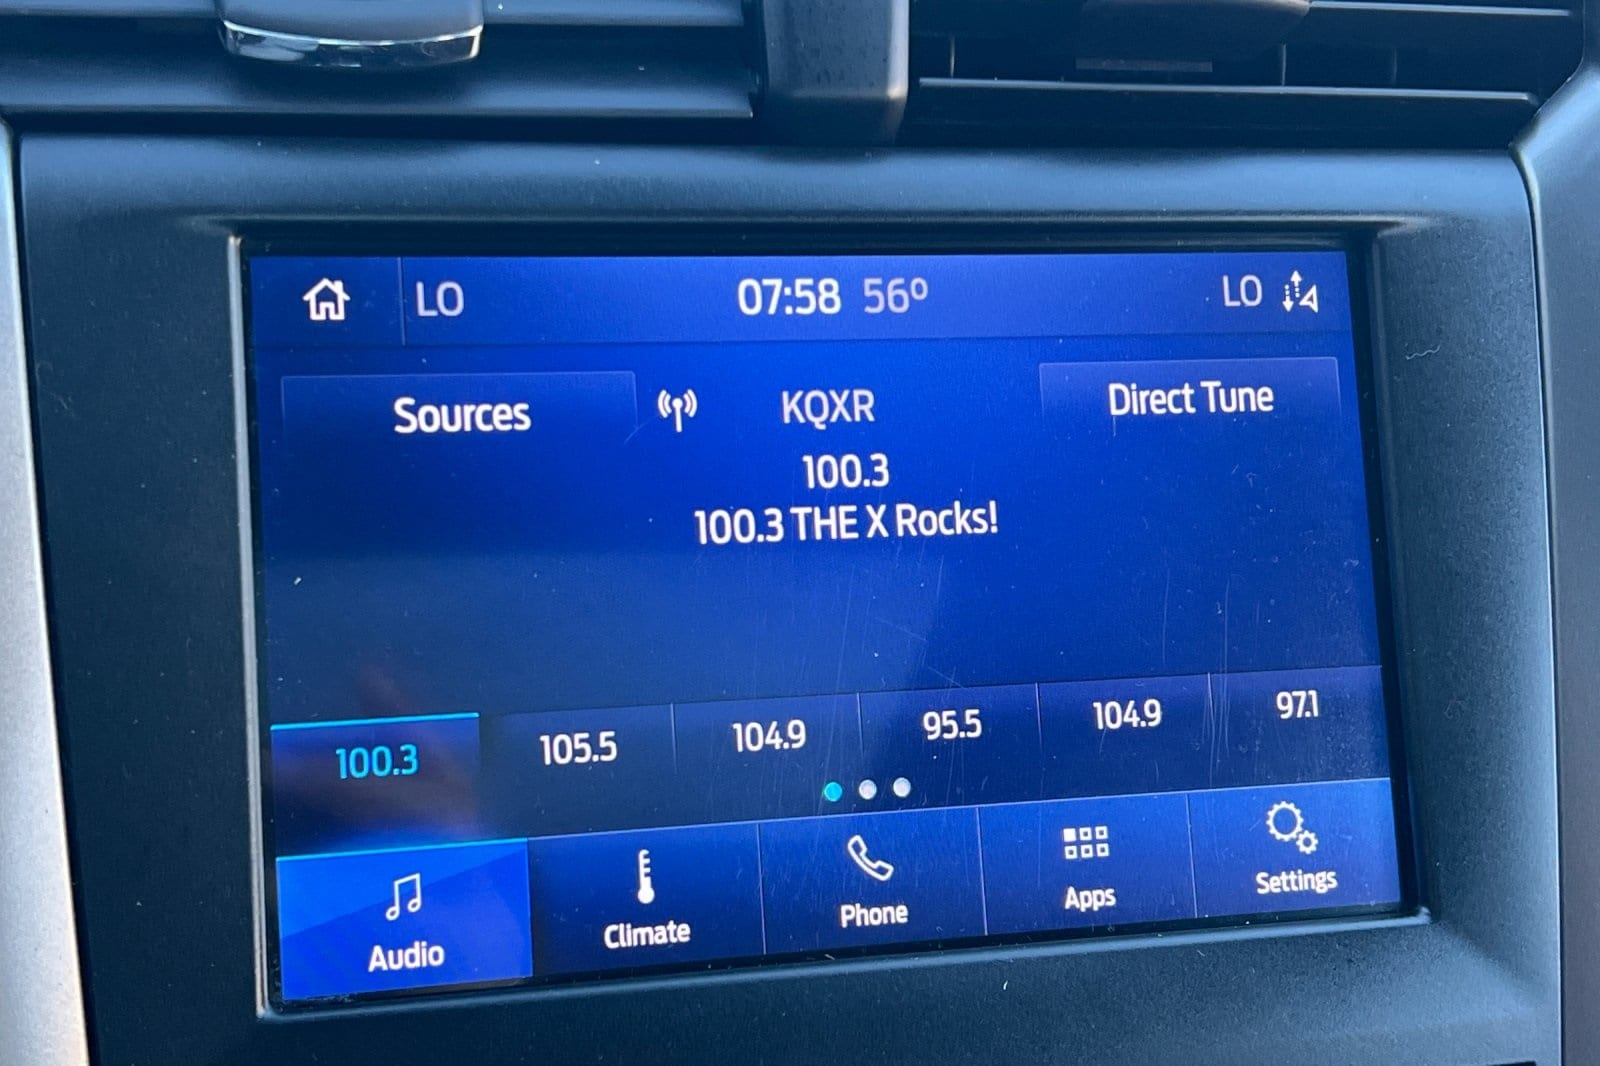 LO 07:58 56° LO
Sources KQXR Direct Tune
100.3
100.3 THE X Rocks!
100.3 105.5 104.9 95.5 104.9 97.1
Audio Climate Phone Apps Settings